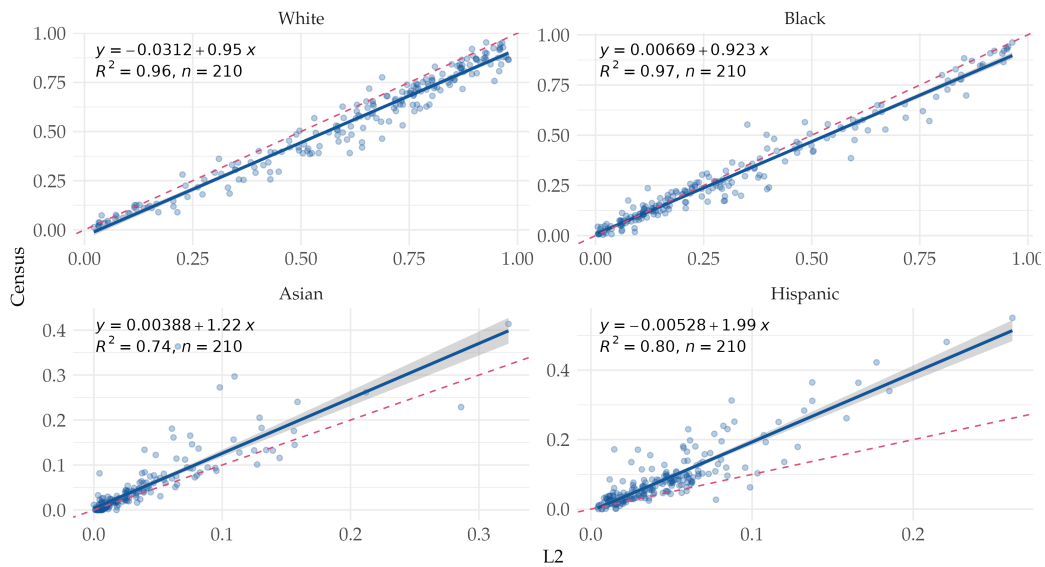 White
Black
y = −0.0312 + 0.95 x
R² = 0.96, n = 210
y = 0.00669 + 0.923 x
R² = 0.97, n = 210
1.00
0.75
0.50
0.25
0.00
1.00
0.75
0.50
0.25
0.00
0.00 0.25 0.50 0.75 1.00
0.00 0.25 0.50 0.75 1.00
Census
Asian
Hispanic
y = 0.00388 + 1.22 x
R² = 0.74, n = 210
y = −0.00528 + 1.99 x
R² = 0.80, n = 210
0.4
0.3
0.2
0.1
0.0
0.4
0.2
0.0
0.0 0.1 0.2 0.3
0.0 0.1 0.2
L2